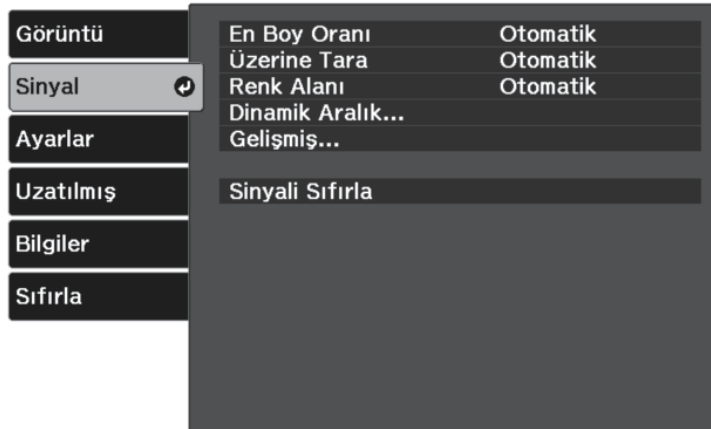 Görüntü
Sinyal
Ayarlar
Uzatılmış
Bilgiler
Sıfırla
En Boy Oranı Otomatik
Üzerine Tara Otomatik
Renk Alanı Otomatik
Dinamik Aralık...
Gelişmiş...
Sinyali Sıfırla